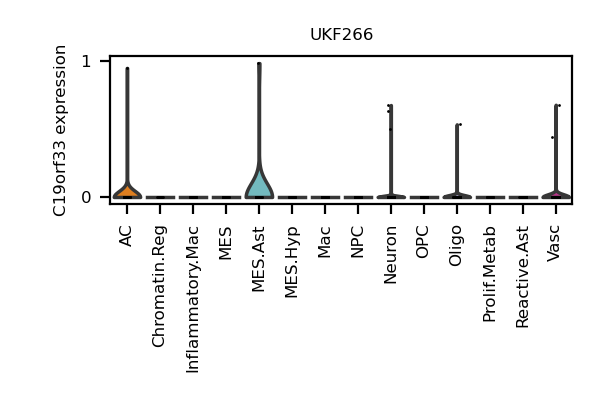 UKF266
C19orf33 expression
1
0
AC
Chromatin.Reg
Inflammatory.Mac
MES
MES.Ast
MES.Hyp
Mac
NPC
Neuron
OPC
Oligo
Prolif.Metab
Reactive.Ast
Vasc